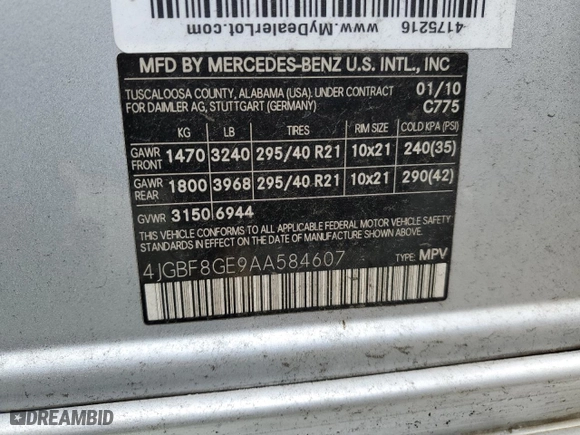 4175216
www.MyDealerLot.com
MFD BY MERCEDES-BENZ U.S. INTL., INC
TUSCALOOSA COUNTY, ALABAMA (USA). UNDER CONTRACT 01/10
FOR DAIMLER AG, STUTTGART (GERMANY) C775
KG LB TIRES RIM SIZE COLD KPA (PSI)
GAWR FRONT 1470 3240 295/40 R21 10x21 240(35)
GAWR REAR 1800 3968 295/40 R21 10x21 290(42)
GVWR 3150 6944
THIS VEHICLE CONFORMS TO ALL APPLICABLE FEDERAL MOTOR VEHICLE SAFETY
AND THEFT PREVENTION STANDARDS IN EFFECT ON THE DATE OF MANUFACTURE SHOWN ABOVE.
4JGBF8GE9AA584607 TYPE: MPV
DREAMBID